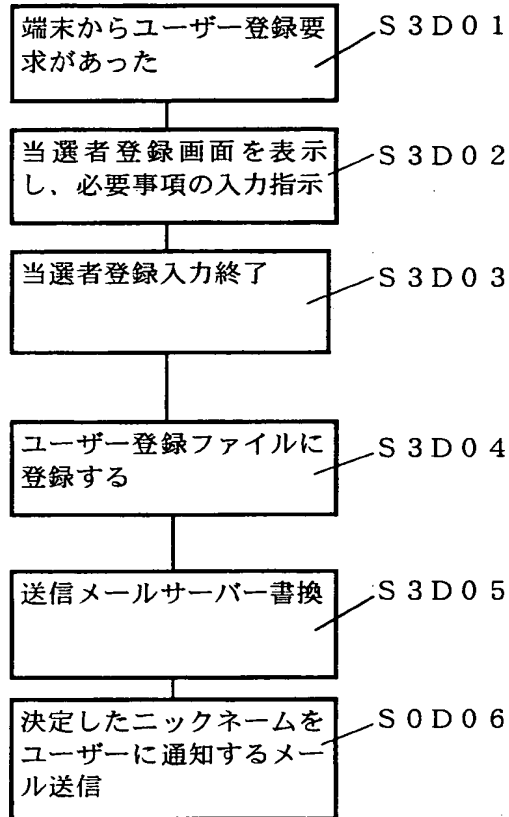 端末からユーザー登録要
求があった
S3D01
当選者登録画面を表示
し、必要事項の入力指示
S3D02
当選者登録入力終了
S3D03
ユーザー登録ファイルに
登録する
S3D04
送信メールサーバー書換
S3D05
決定したニックネームを
ユーザーに通知するメー
ル送信
S0D06